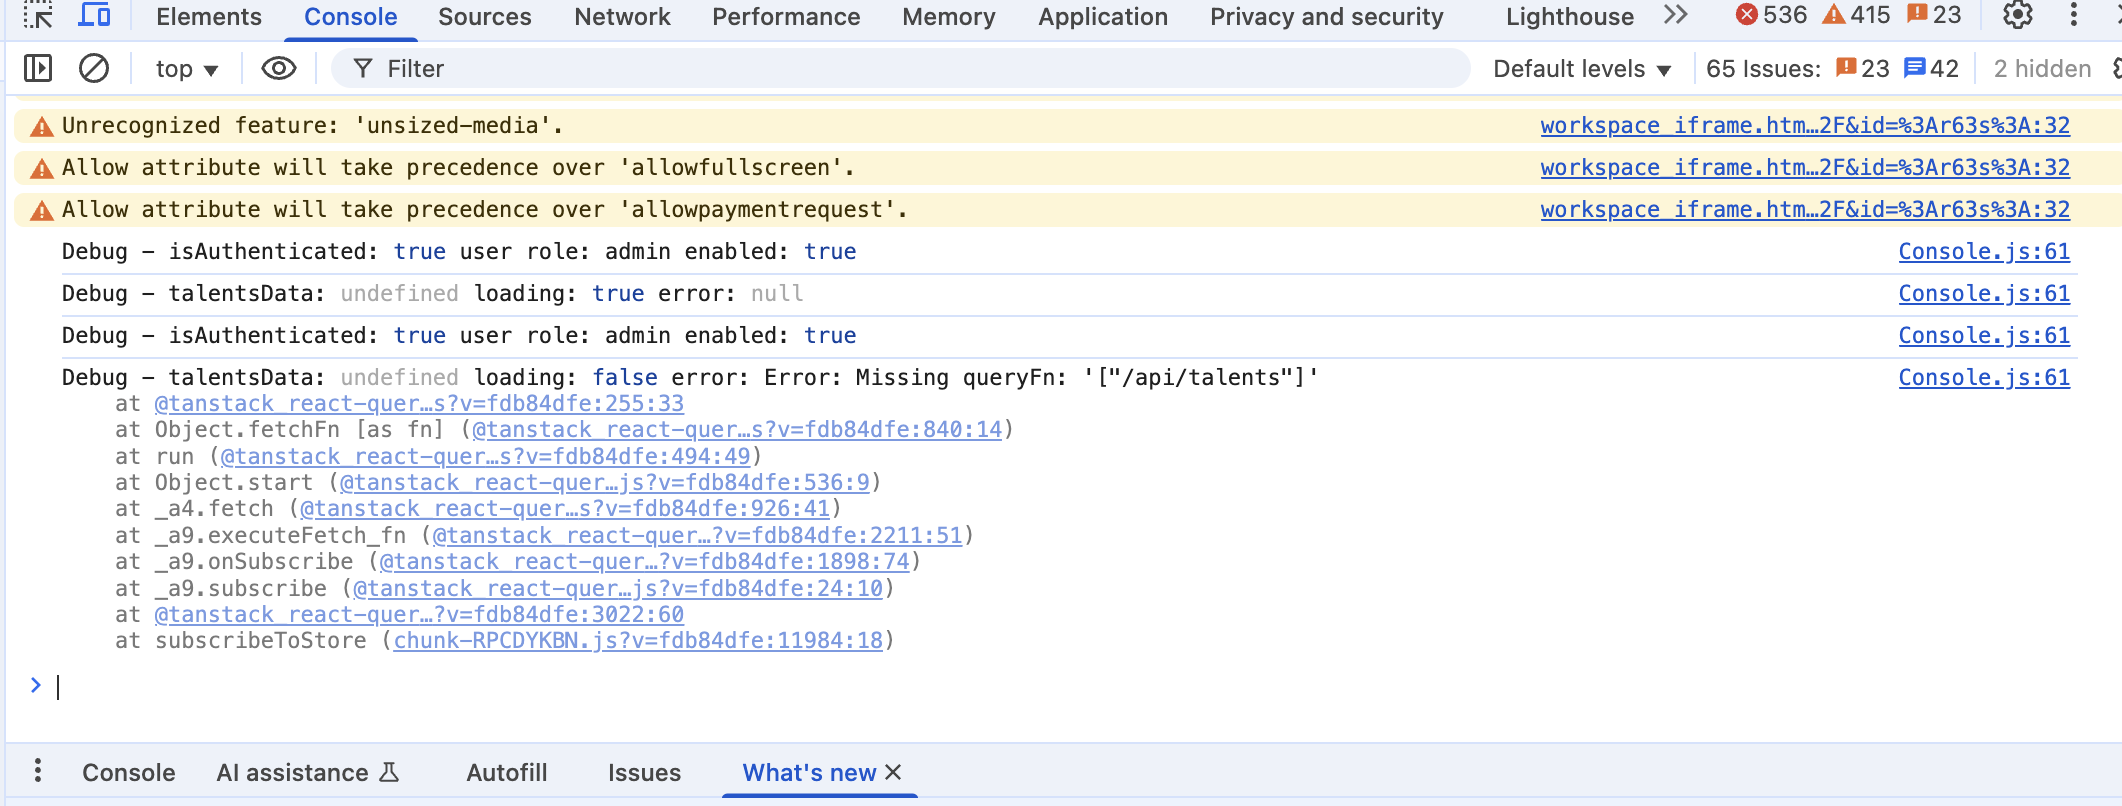 Elements Console Sources Network Performance Memory Application Privacy and security Lighthouse 536 415 23
top Filter Default levels 65 Issues: 23 42 2 hidden
Unrecognized feature: 'unsized-media'. workspace_iframe.htm…2F&id=%3Ar63s%3A:32
Allow attribute will take precedence over 'allowfullscreen'. workspace_iframe.htm…2F&id=%3Ar63s%3A:32
Allow attribute will take precedence over 'allowpaymentrequest'. workspace_iframe.htm…2F&id=%3Ar63s%3A:32
Debug – isAuthenticated: true user role: admin enabled: true Console.js:61
Debug – talentsData: undefined loading: true error: null Console.js:61
Debug – isAuthenticated: true user role: admin enabled: true Console.js:61
Debug – talentsData: undefined loading: false error: Error: Missing queryFn: '["/api/talents"]' Console.js:61
at @tanstack_react-quer…s?v=fdb84dfe:255:33
at Object.fetchFn [as fn] (@tanstack_react-quer…s?v=fdb84dfe:840:14)
at run (@tanstack_react-quer…s?v=fdb84dfe:494:49)
at Object.start (@tanstack_react-quer…js?v=fdb84dfe:536:9)
at _a4.fetch (@tanstack_react-quer…s?v=fdb84dfe:926:41)
at _a9.executeFetch_fn (@tanstack_react-quer…?v=fdb84dfe:2211:51)
at _a9.onSubscribe (@tanstack_react-quer…?v=fdb84dfe:1898:74)
at _a9.subscribe (@tanstack_react-quer…js?v=fdb84dfe:24:10)
at @tanstack_react-quer…?v=fdb84dfe:3022:60
at subscribeToStore (chunk-RPCDYKBN.js?v=fdb84dfe:11984:18)
Console AI assistance Autofill Issues What's new